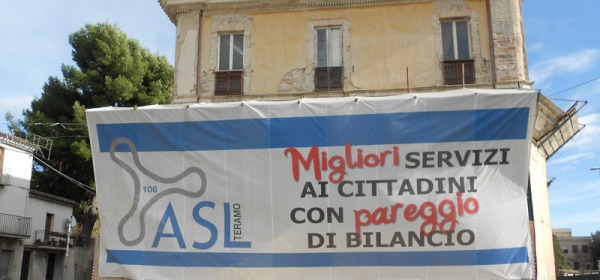 106
ASL
TERAMO
Migliori SERVIZI
AI CITTADINI
CON pareggio
DI BILANCIO